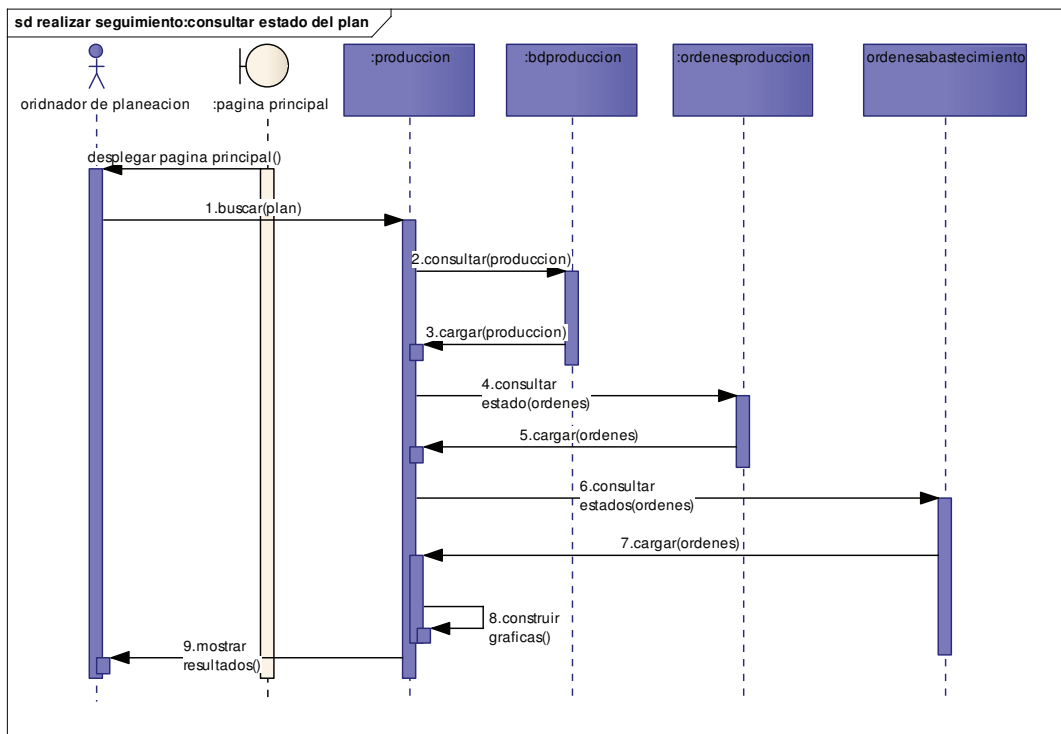 sd realizar seguimiento:consultar estado del plan
oridnador de planeacion
:pagina principal
:produccion
:bdproduccion
:ordenesproduccion
ordenesabastecimiento
desplegar pagina principal()
1.buscar(plan)
2.consultar(produccion)
3.cargar(produccion)
4.consultar
estado(ordenes)
5.cargar(ordenes)
6.consultar
estados(ordenes)
7.cargar(ordenes)
8.construir
graficas()
9.mostrar
resultados()